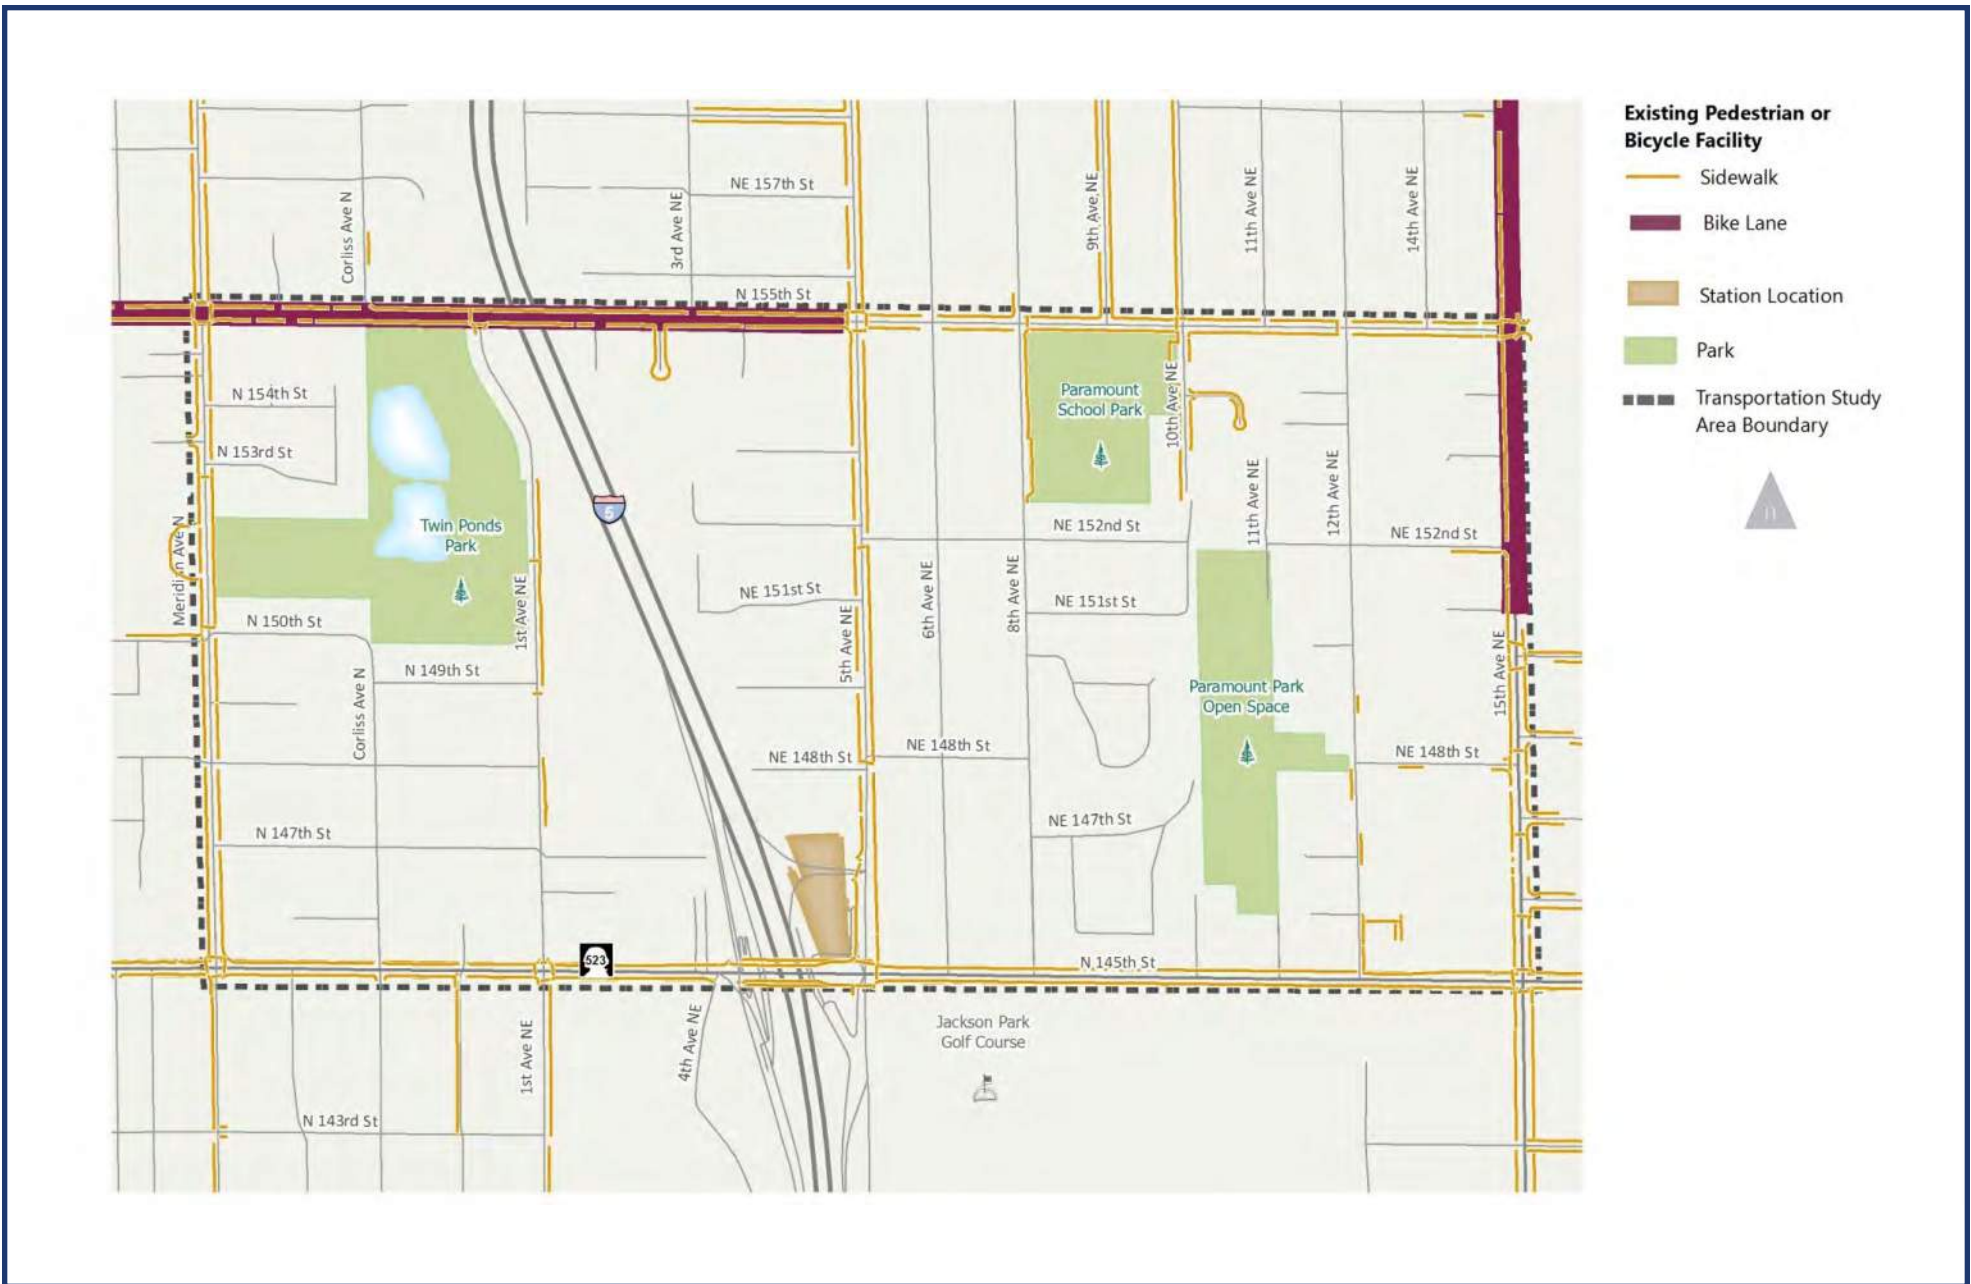 Existing Pedestrian or
Bicycle Facility
Sidewalk
Bike Lane
Station Location
Park
Transportation Study
Area Boundary
n
NE 157th St
Corliss Ave N
3rd Ave NE
9th Ave NE
11th Ave NE
14th Ave NE
N 155th St
N 154th St
N 153rd St
Paramount
School Park
10th Ave NE
5
Twin Ponds
Park
Meridian Ave N
1st Ave NE
NE 152nd St
11th Ave NE
12th Ave NE
NE 152nd St
NE 151st St
NE 151st St
5th Ave NE
6th Ave NE
8th Ave NE
N 150th St
N 149th St
Corliss Ave N
Paramount Park
Open Space
15th Ave NE
NE 148th St
NE 148th St
NE 148th St
N 147th St
NE 147th St
523
N 145th St
1st Ave NE
4th Ave NE
Jackson Park
Golf Course
N 143rd St